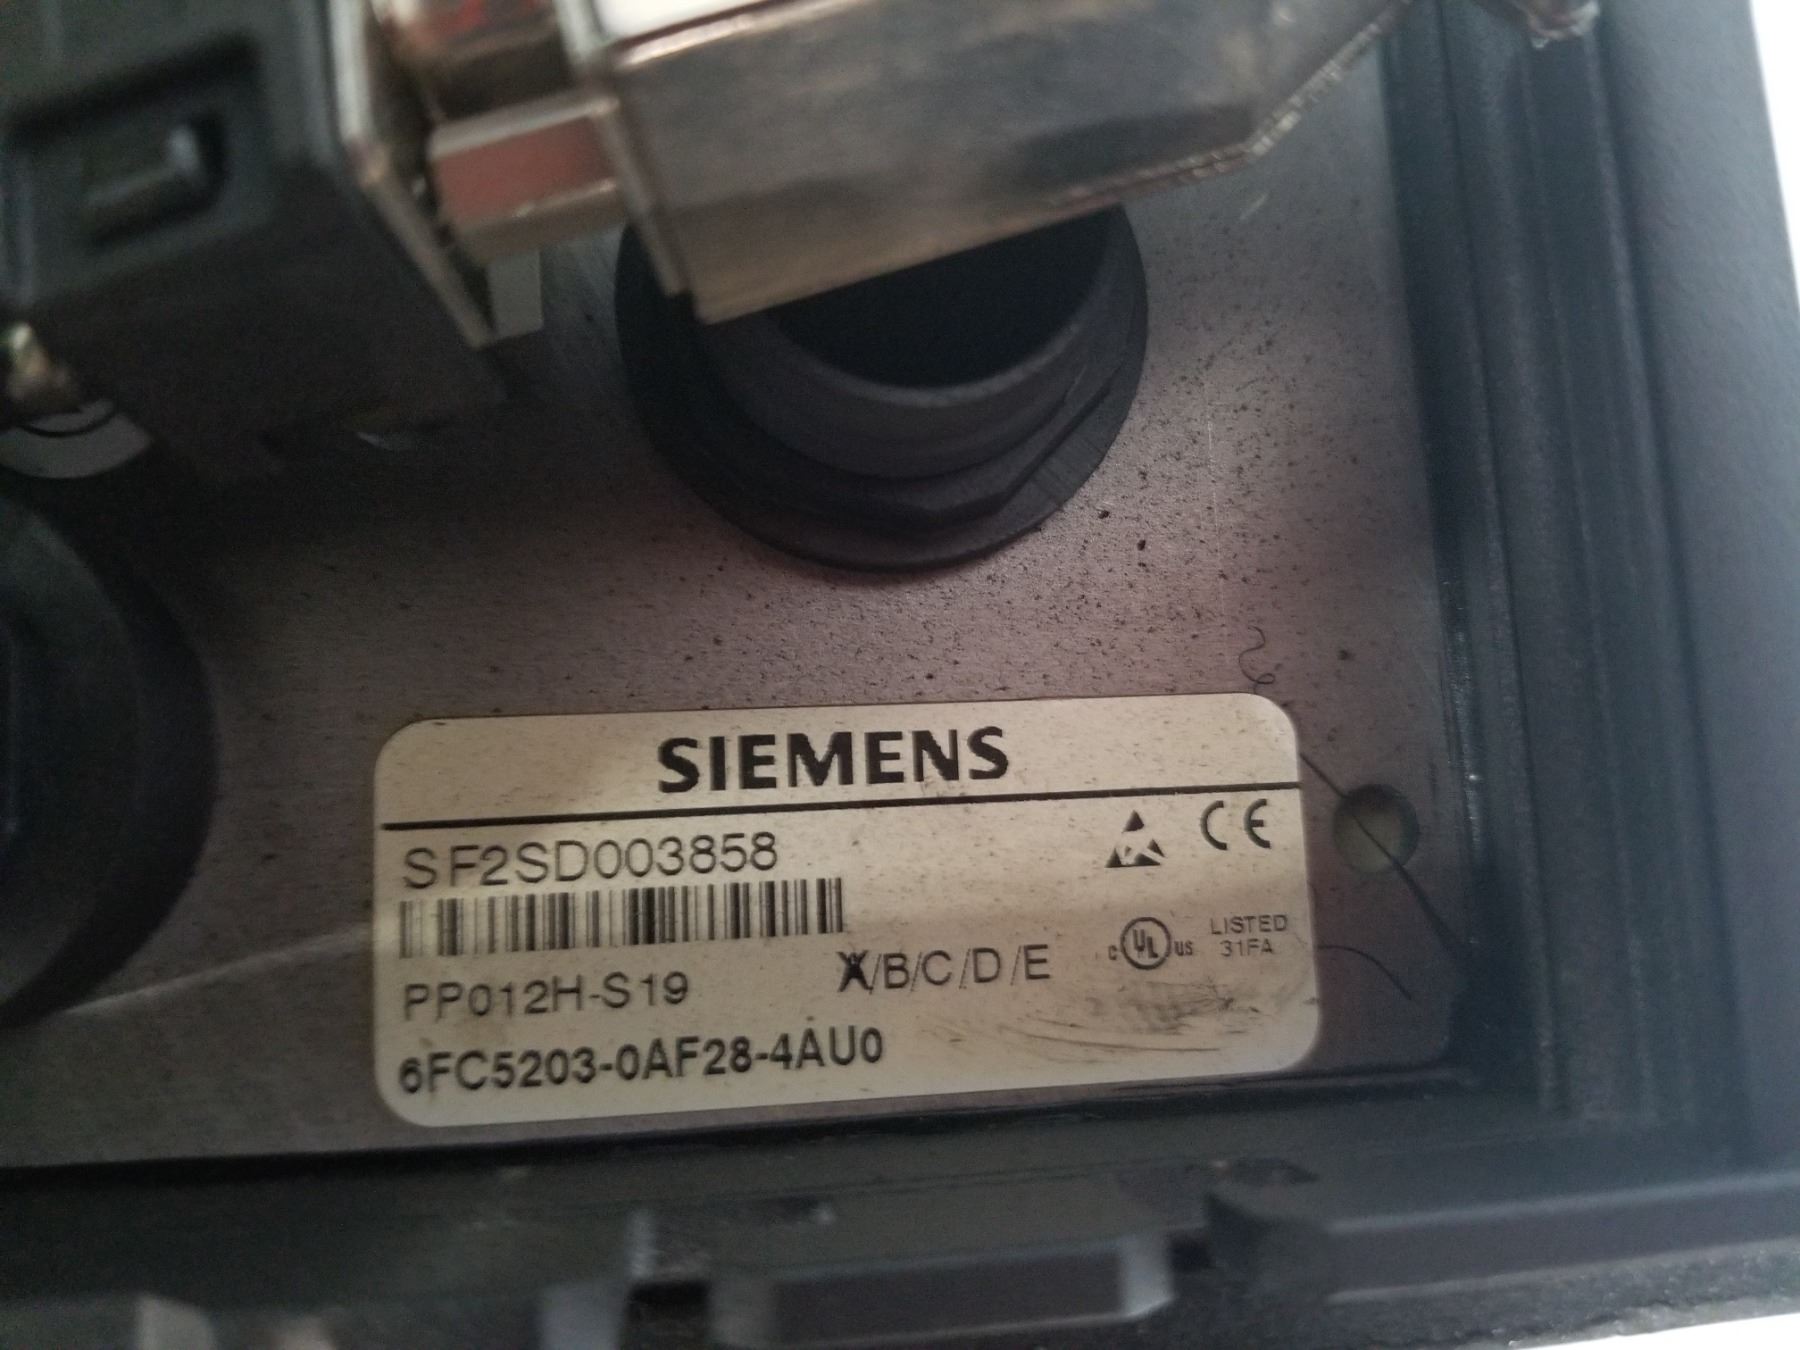 SIEMENS
SF2SD003858
CE
PP012H-S19
X/B/C/D/E
c UL us
LISTED
31FA
6FC5203-0AF28-4AU0